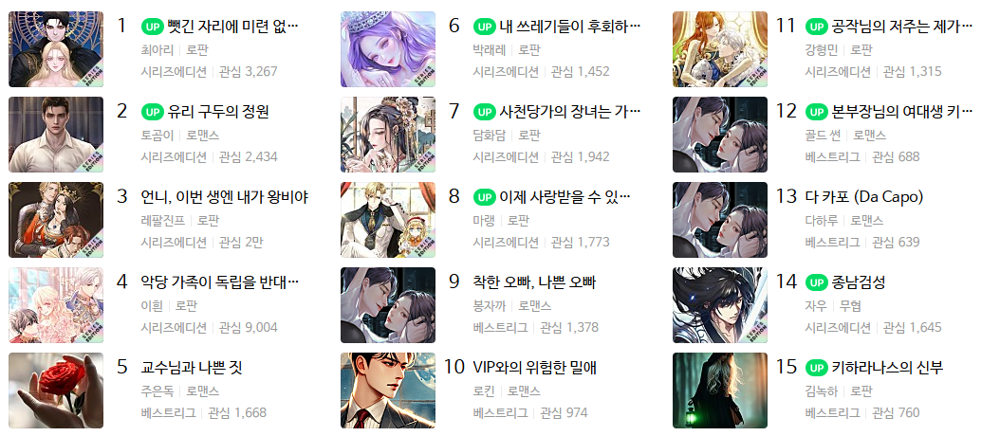 1
UP 뺏긴 자리에 미련 없…
최아리 | 로판
시리즈에디션 | 관심 3,267
2
UP 유리 구두의 정원
토곰이 | 로맨스
시리즈에디션 | 관심 2,434
3
언니, 이번 생엔 내가 왕비야
레팔진프 | 로판
시리즈에디션 | 관심 2만
4
악당 가족이 독립을 반대…
이흰 | 로판
시리즈에디션 | 관심 9,004
5
교수님과 나쁜 짓
주은독 | 로맨스
베스트리그 | 관심 1,668
6
UP 내 쓰레기들이 후회하…
박래레 | 로판
시리즈에디션 | 관심 1,452
7
UP 사천당가의 장녀는 가…
담화담 | 로판
시리즈에디션 | 관심 1,942
8
UP 이제 사랑받을 수 있…
마랭 | 로판
시리즈에디션 | 관심 1,773
9
착한 오빠, 나쁜 오빠
봉자까 | 로맨스
베스트리그 | 관심 1,378
10
VIP와의 위험한 밀애
로킨 | 로맨스
베스트리그 | 관심 974
11
UP 공작님의 저주는 제가…
강형민 | 로판
시리즈에디션 | 관심 1,315
12
UP 본부장님의 여대생 키…
골드 썬 | 로맨스
베스트리그 | 관심 688
13
다 카포 (Da Capo)
다하루 | 로맨스
베스트리그 | 관심 639
14
UP 종남검성
자우 | 무협
시리즈에디션 | 관심 1,645
15
UP 키하라나스의 신부
김녹하 | 로판
베스트리그 | 관심 760